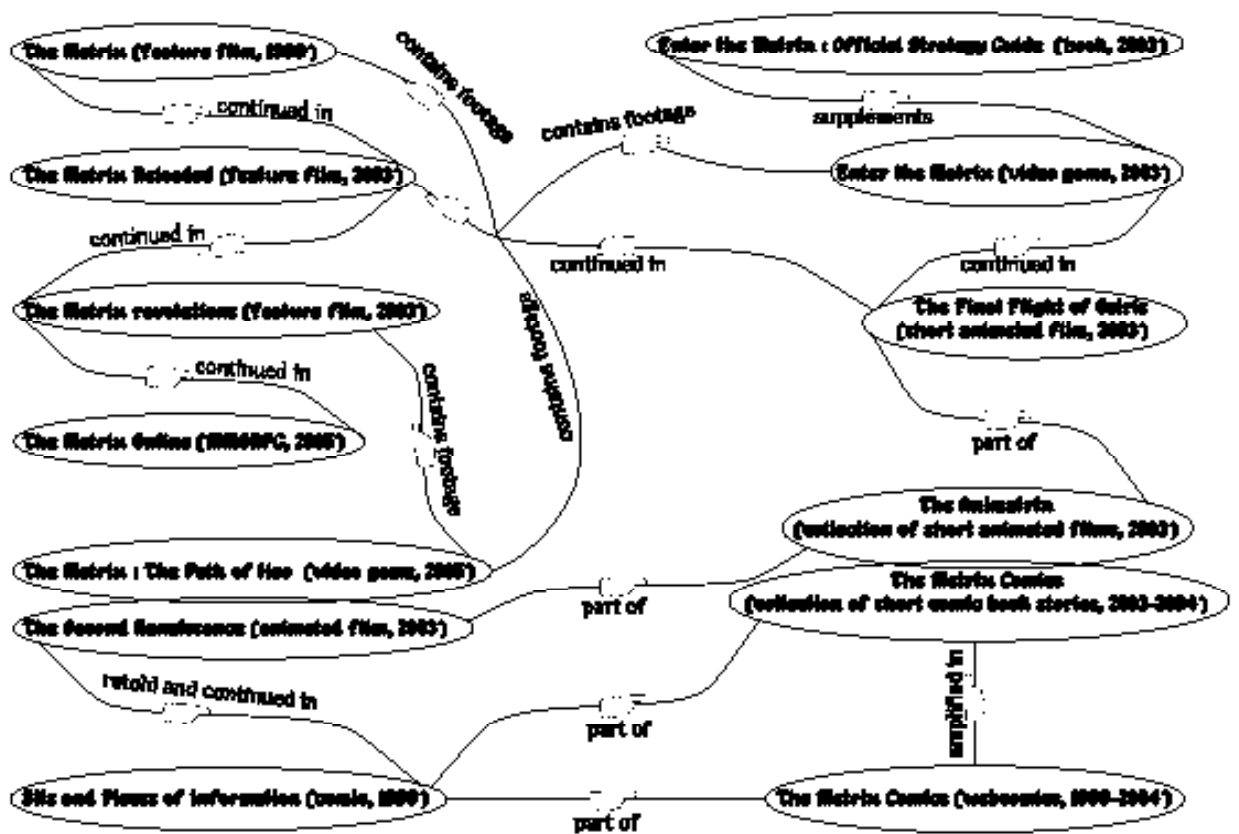 The Matrix (feature film, 1999)
Enter the Matrix : Official Strategy Guide (book, 2003)
contains footage
continued in
contains footage
supplements
The Matrix Reloaded (feature film, 2003)
Enter the Matrix (video game, 2003)
continued in
continued in
continued in
The Matrix revolutions (feature film, 2003)
The Final Flight of Osiris
(short animated film, 2003)
contains footage
continued in
contains footage
The Matrix Online (MMORPG, 2005)
part of
The Animatrix
(collection of short animated films, 2003)
The Matrix : The Path of Neo (video game, 2005)
The Matrix Comics
(collection of short comic book stories, 2003-2004)
part of
The Second Renaissance (animated film, 2003)
retold and continued in
amplified in
part of
Bits and Pieces of Information (comic, 1999)
The Matrix Comics (webcomics, 1999-2004)
part of